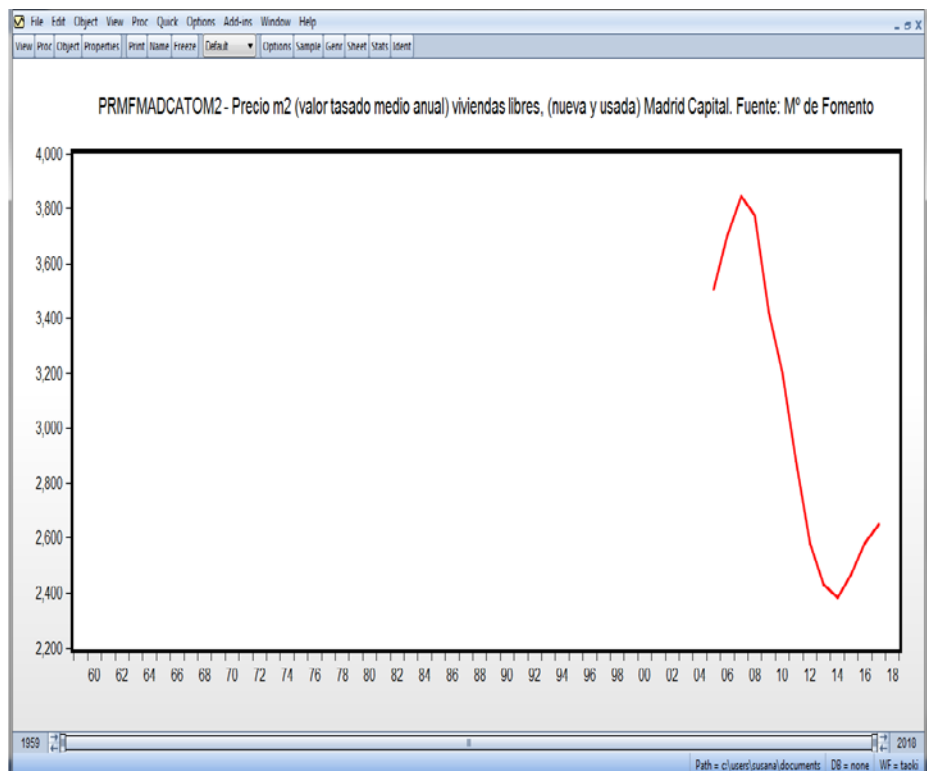 File Edit Object View Proc Quick Options Add-ins Window Help
View Proc Object Properties Print Name Freeze Default Options Sample Genr Sheet Stats Ident
PRMFMADCATOM2 - Precio m2 (valor tasado medio anual) viviendas libres, (nueva y usada) Madrid Capital. Fuente: Mº de Fomento
4,000
3,800
3,600
3,400
3,200
3,000
2,800
2,600
2,400
2,200
60 62 64 66 68 70 72 74 76 78 80 82 84 86 88 90 92 94 96 98 00 02 04 06 08 10 12 14 16 18
1959 2018
Path = c:\users\susana\documents DB = none WF = taoki